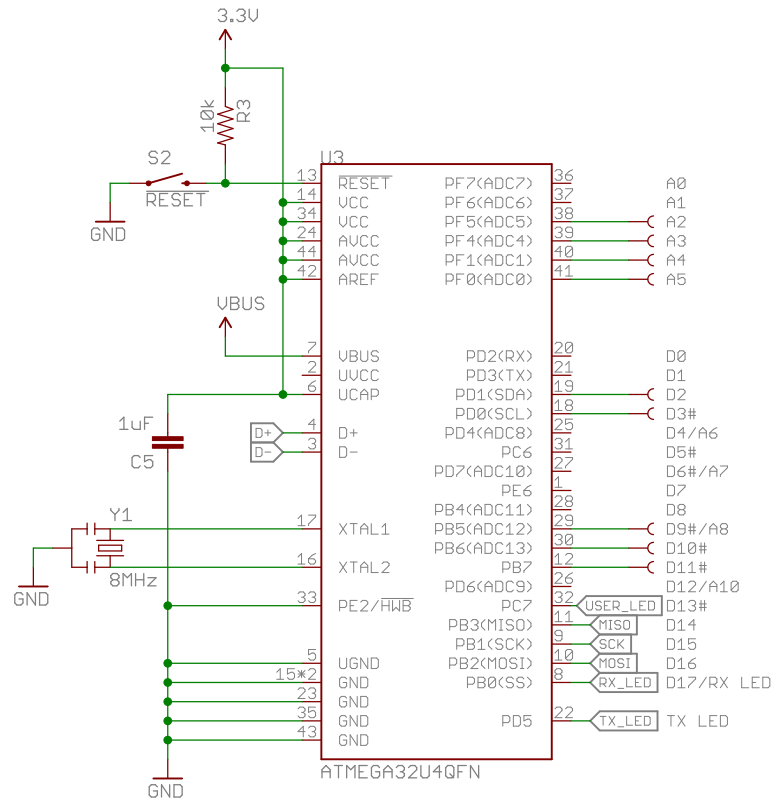 3.3V
10k
R3
S2
RESET
GND
U3
13 RESET PF7(ADC7) 36 A0
14 VCC PF6(ADC6) 37 A1
34 VCC PF5(ADC5) 38 A2
24 AVCC PF4(ADC4) 39 A3
44 AVCC PF1(ADC1) 40 A4
42 AREF PF0(ADC0) 41 A5
VBUS
7 VBUS PD2(RX) 20 D0
2 UVCC PD3(TX) 21 D1
6 UCAP PD1(SDA) 19 D2
PD0(SCL) 18 D3#
1uF
C5
D+ 4 D+ PD4(ADC8) 25 D4/A6
D- 3 D- PC6 31 D5#
PD7(ADC10) 27 D6#/A7
PE6 1 D7
PB4(ADC11) 28 D8
Y1
17 XTAL1 PB5(ADC12) 29 D9#/A8
PB6(ADC13) 30 D10#
8MHz
GND
16 XTAL2 PB7 12 D11#
PD6(ADC9) 26 D12/A10
33 PE2/HWB PC7 32 USER_LED D13#
PB3(MISO) 11 MISO D14
PB1(SCK) 9 SCK D15
5 UGND PB2(MOSI) 10 MOSI D16
15*2 GND PB0(SS) 8 RX_LED D17/RX LED
23 GND
35 GND PD5 22 TX_LED TX LED
43 GND
GND
ATMEGA32U4QFN